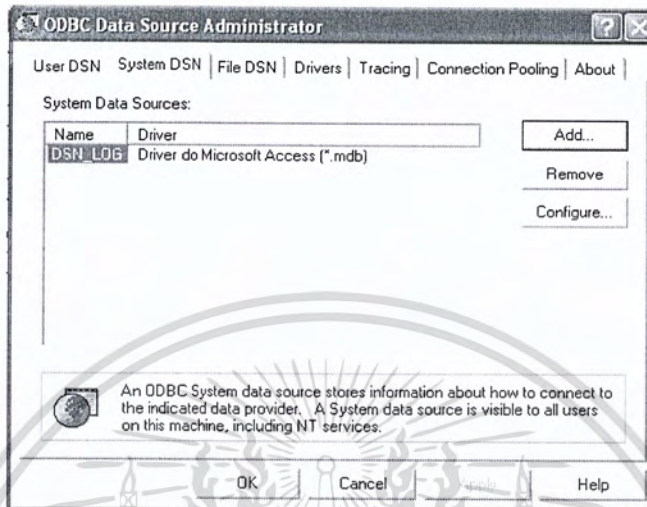 ODBC Data Source Administrator
User DSN System DSN File DSN Drivers Tracing Connection Pooling About
System Data Sources:
Name Driver
DSN_LOG Driver do Microsoft Access (*.mdb)
Add...
Remove
Configure...
An ODBC System data source stores information about how to connect to
the indicated data provider. A System data source is visible to all users
on this machine, including NT services.
OK Cancel Apply Help